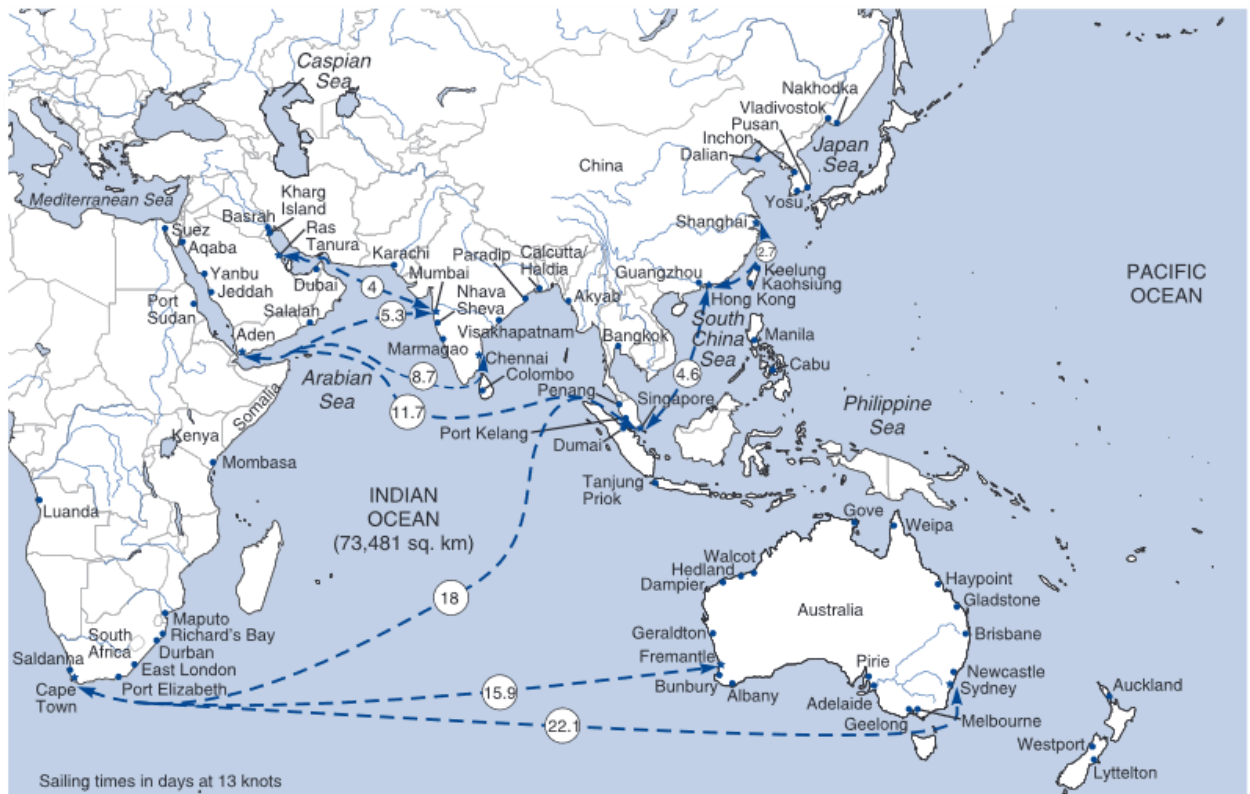 Caspian
Sea
Nakhodka
Vladivostok
Pusan
Inchon
Dalian
Japan
Sea
China
Mediterranean Sea
Kharg
Island
Basrah
Ras
Tanura
Yosu
Shanghai
Suez
Aqaba
Karachi
Paradip
Calcutta/
Haldia
2.7
Mumbai
Guangzhou
Keelung
Kaohsiung
Yanbu
Jeddah
Dubai
4
Nhava
Sheva
Akyab
Hong Kong
PACIFIC
OCEAN
Port
Sudan
Salalah
5.3
Visakhapatnam
South
China
Sea
Manila
Aden
Marmagao
Bangkok
Chennai
Cabu
Arabian
Sea
8.7
Colombo
4.6
Penang
Singapore
Somalia
11.7
Port Kelang
Philippine
Sea
Kenya
Dumai
Mombasa
Tanjung
Priok
INDIAN
OCEAN
(73,481 sq. km)
Luanda
Gove
Weipa
Walcot
Hedland
Dampier
Haypoint
18
Australia
Gladstone
Maputo
Richard's Bay
Durban
South
Africa
East London
Geraldton
Brisbane
Saldanha
Fremantle
Pirie
Newcastle
Sydney
Cape
Town
Port Elizabeth
15.9
Bunbury
Albany
Adelaide
Auckland
22.1
Geelong
Melbourne
Westport
Lyttelton
Sailing times in days at 13 knots